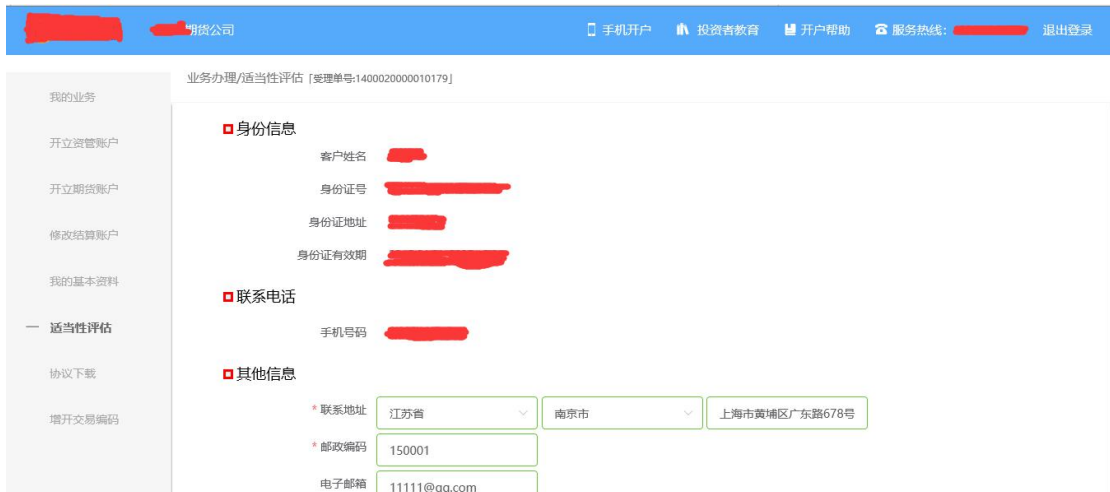 期货公司 手机开户 投资者教育 开户帮助 服务热线： 退出登录
业务办理/适当性评估「受理单号:1400020000010179」
我的业务
开立资管账户
开立期货账户
修改结算账户
我的基本资料
一 适当性评估
协议下载
增开交易编码
身份信息
客户姓名
身份证号
身份证地址
身份证有效期
联系电话
手机号码
其他信息
* 联系地址 江苏省 南京市 上海市黄埔区广东路678号
* 邮政编码 150001
电子邮箱 11111@qq.com